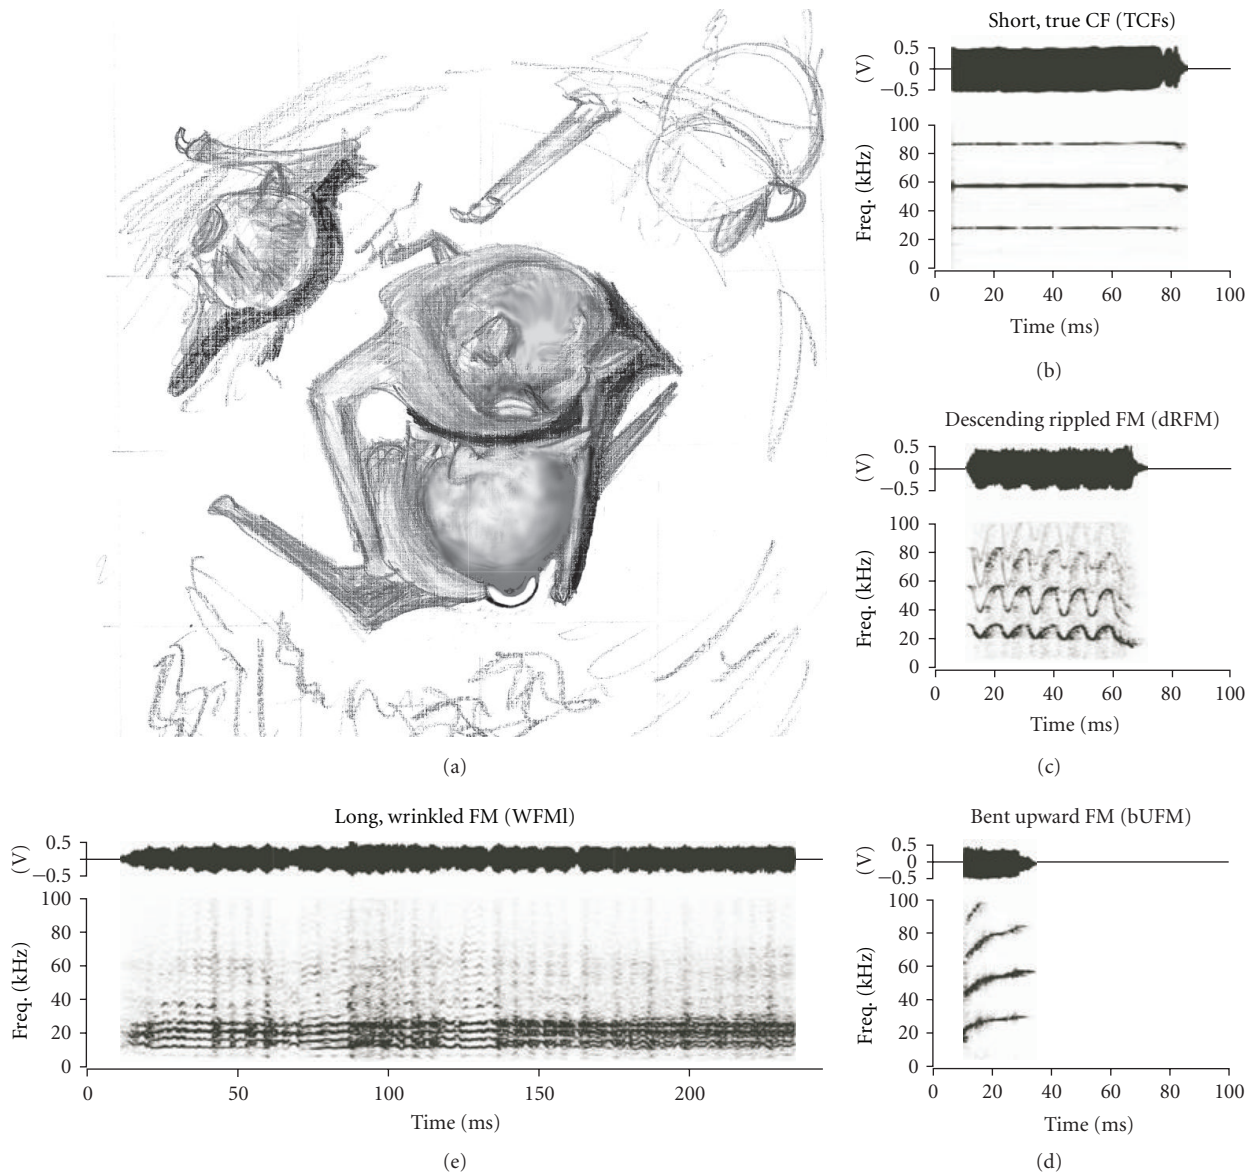 Short, true CF (TCFs)
0.5
0
−0.5
(V)
100
80
60
40
20
0
Freq. (kHz)
0 20 40 60 80 100
Time (ms)
(b)
Descending rippled FM (dRFM)
0.5
0
−0.5
(V)
100
80
60
40
20
0
Freq. (kHz)
0 20 40 60 80 100
Time (ms)
(a)
(c)
Long, wrinkled FM (WFMl)
0.5
0
−0.5
(V)
100
80
60
40
20
0
Freq. (kHz)
0 50 100 150 200
Time (ms)
(e)
Bent upward FM (bUFM)
0.5
0
−0.5
(V)
100
80
60
40
20
0
Freq. (kHz)
0 20 40 60 80 100
Time (ms)
(d)